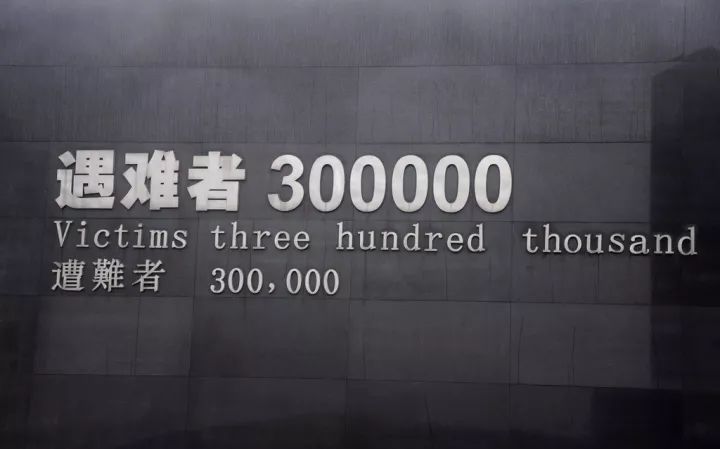 遇难者 300000
Victims three hundred thousand
遭難者 300,000